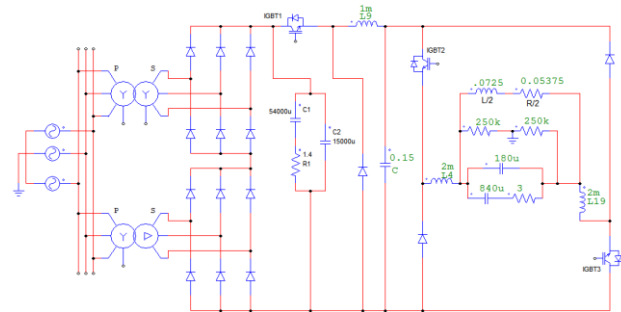 1m
L9
IGBT1
P
S
Y
Y
IGBT2
.0725
0.05375
L/2
R/2
54000u
C1
C2
15000u
1.4
R1
250k
250k
0.15
C
180u
2m
L4
840u
3
2m
L19
P
S
Y
IGBT3